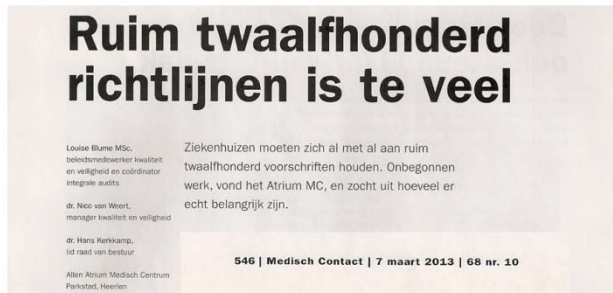 Ruim twaalfhonderd
richtlijnen is te veel
Louise Blume MSc,
beleidsmedewerker kwaliteit
en veiligheid en coördinator
integrale audits
dr. Nico van Weert,
manager kwaliteit en veiligheid
dr. Hans Kerkkamp,
lid raad van bestuur
Allen Atrium Medisch Centrum
Parkstad, Heerlen
Ziekenhuizen moeten zich al met al aan ruim
twaalfhonderd voorschriften houden. Onbegonnen
werk, vond het Atrium MC, en zocht uit hoeveel er
echt belangrijk zijn.
546 | Medisch Contact | 7 maart 2013 | 68 nr. 10